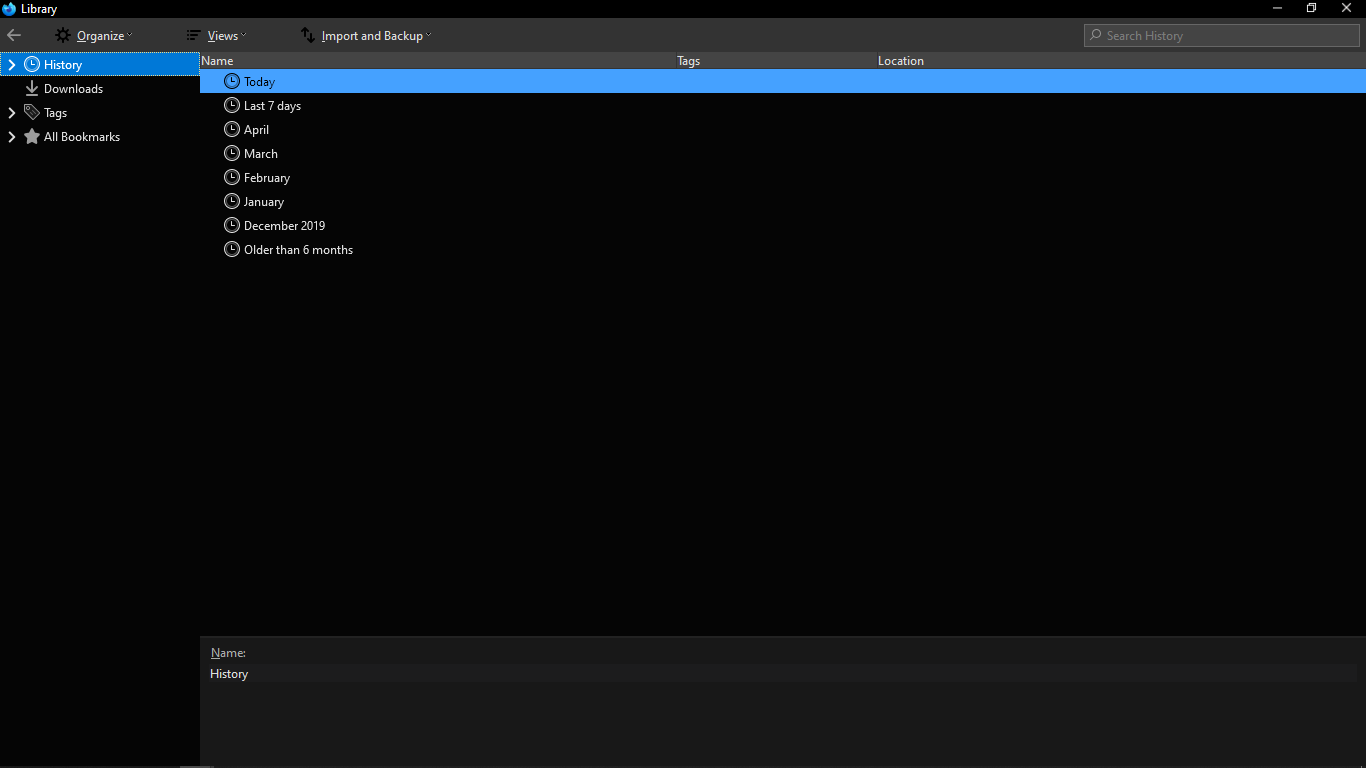 Library
Organize Views Import and Backup Search History
Name Tags Location
History
Downloads
Tags
All Bookmarks
Today
Last 7 days
April
March
February
January
December 2019
Older than 6 months
Name:
History